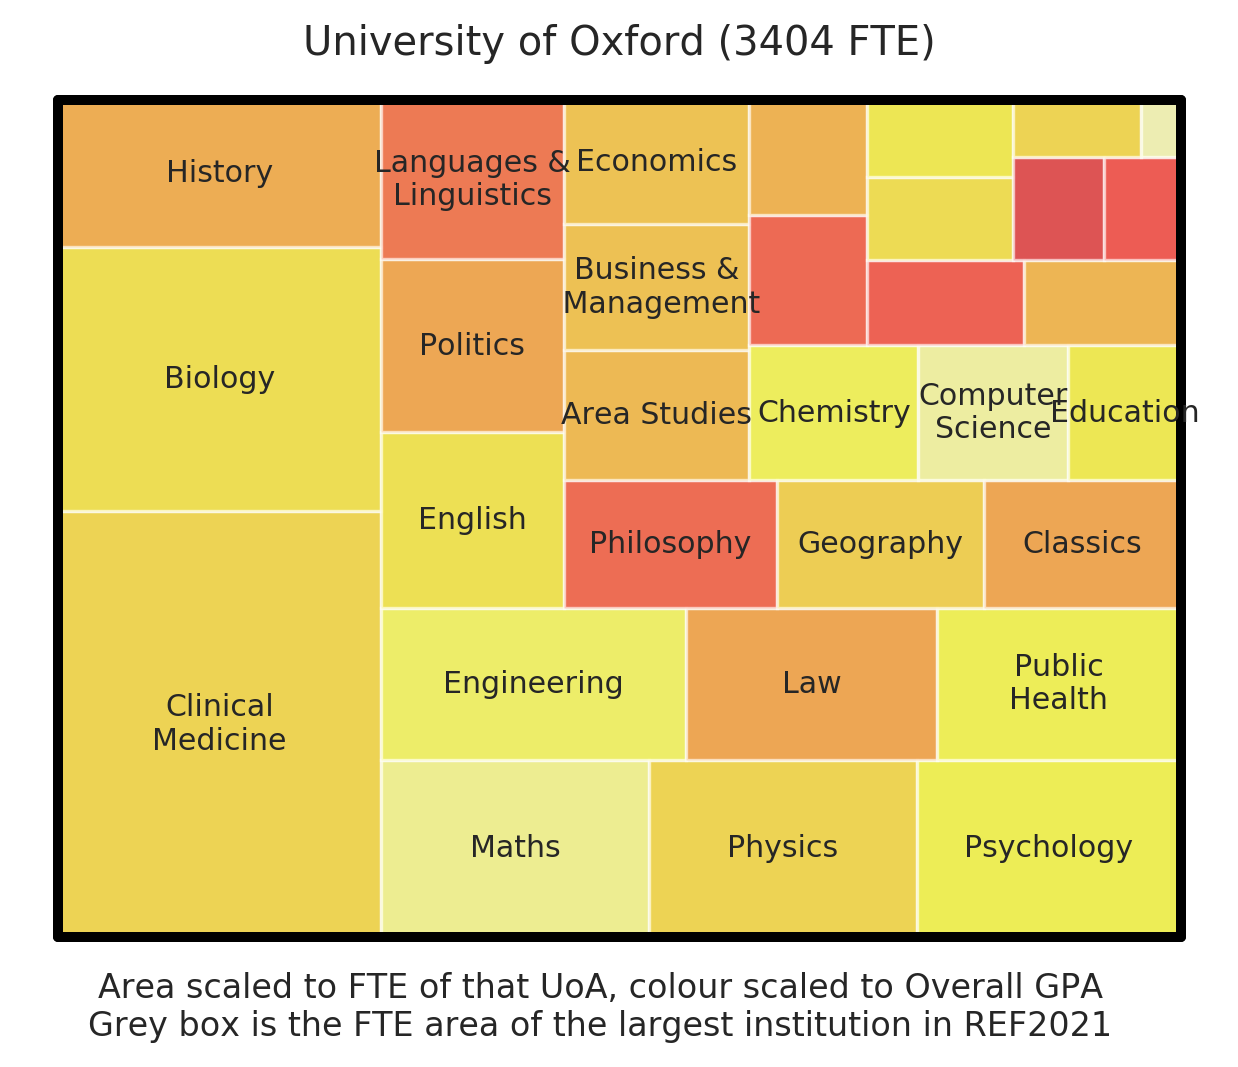 University of Oxford (3404 FTE)
History
Languages &
Linguistics
Economics
Business &
Management
Biology
Politics
Area Studies
Chemistry
Computer
Science
Education
English
Philosophy
Geography
Classics
Clinical
Medicine
Engineering
Law
Public
Health
Maths
Physics
Psychology
Area scaled to FTE of that UoA, colour scaled to Overall GPA
Grey box is the FTE area of the largest institution in REF2021